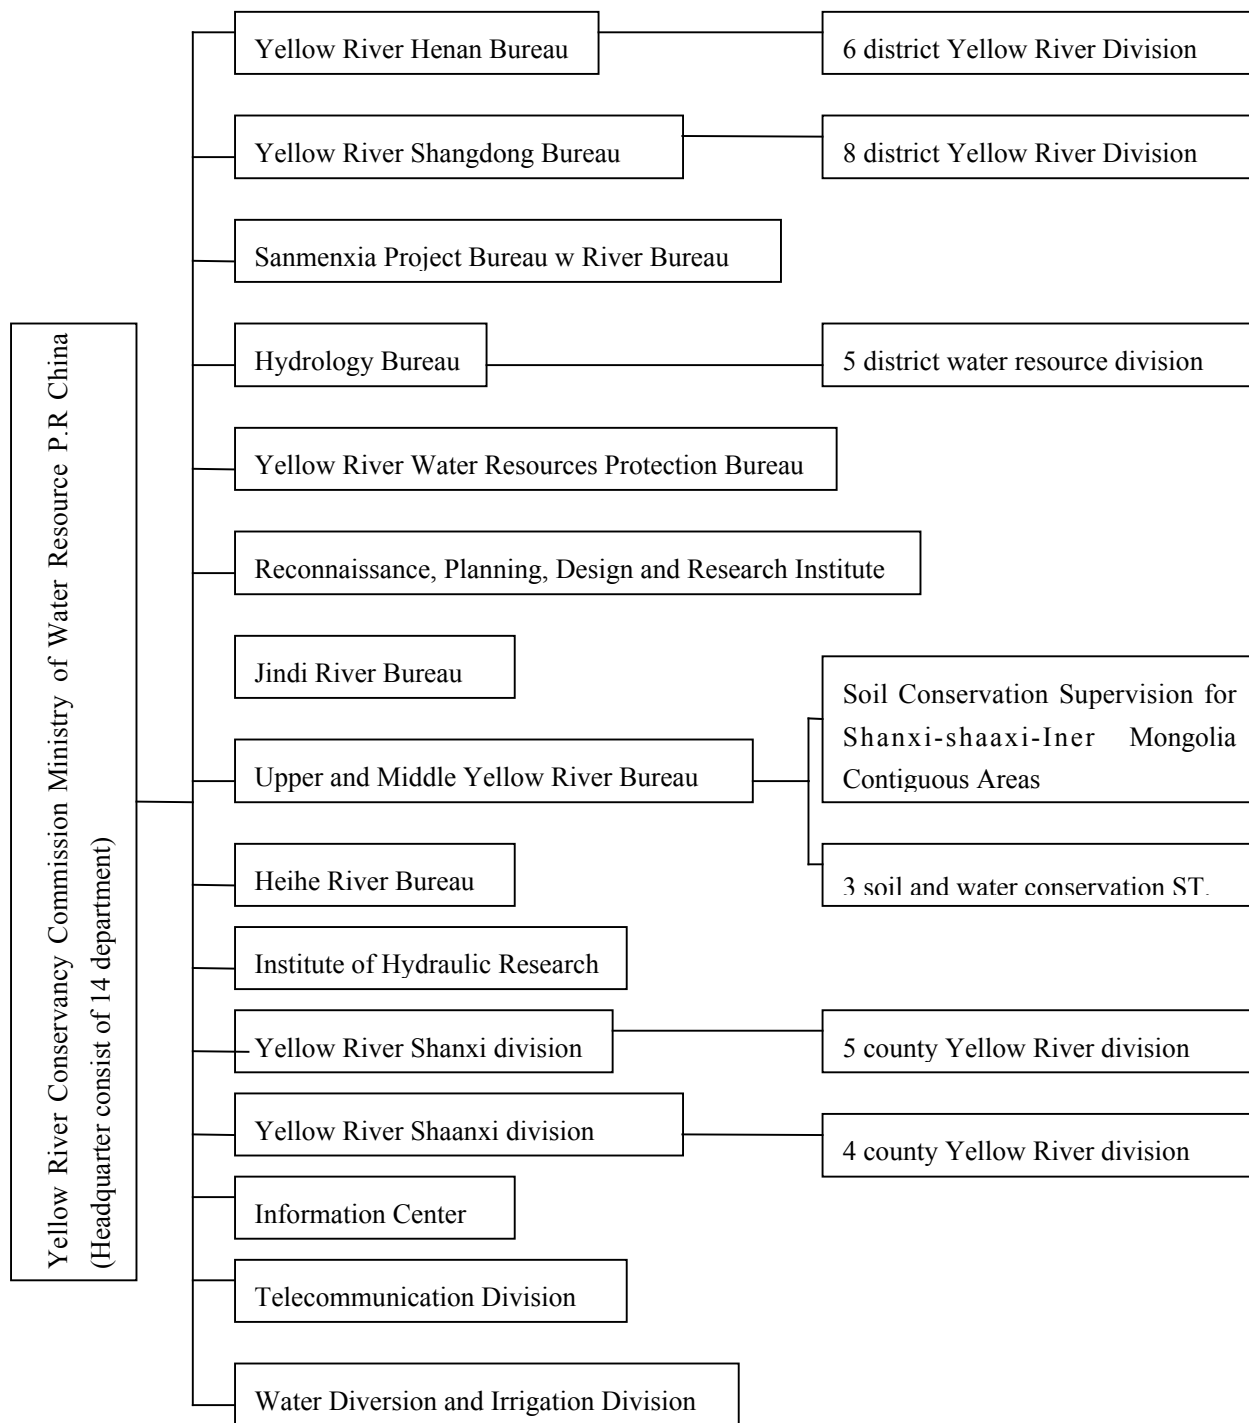 Yellow River Conservancy Commission Ministry of Water Resource P.R China
(Headquarter consist of 14 department)
Yellow River Henan Bureau
6 district Yellow River Division
Yellow River Shangdong Bureau
8 district Yellow River Division
Sanmenxia Project Bureau w River Bureau
Hydrology Bureau
5 district water resource division
Yellow River Water Resources Protection Bureau
Reconnaissance, Planning, Design and Research Institute
Jindi River Bureau
Upper and Middle Yellow River Bureau
Soil Conservation Supervision for
Shanxi-shaaxi-Iner Mongolia
Contiguous Areas
3 soil and water conservation ST.
Heihe River Bureau
Institute of Hydraulic Research
Yellow River Shanxi division
5 county Yellow River division
Yellow River Shaanxi division
4 county Yellow River division
Information Center
Telecommunication Division
Water Diversion and Irrigation Division